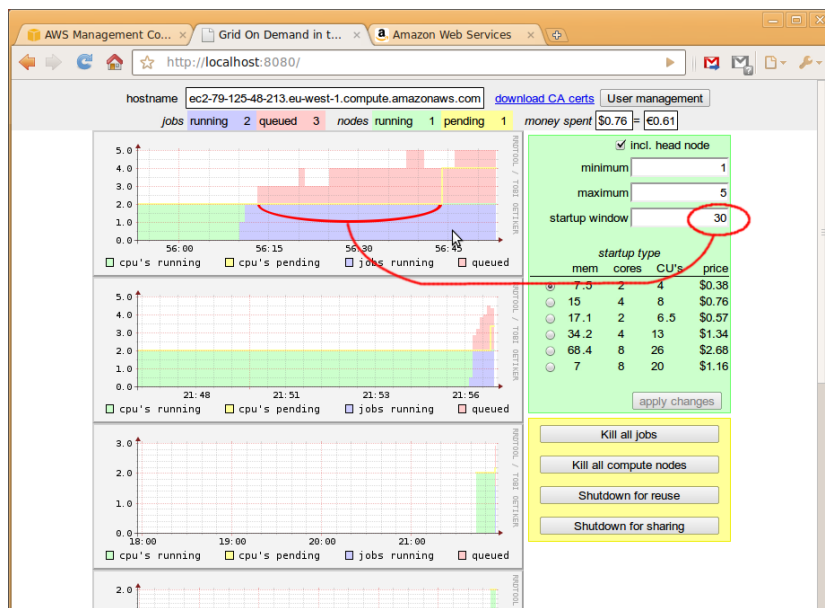 AWS Management Co... × Grid On Demand in t... × Amazon Web Services ×
http://localhost:8080/
hostname ec2-79-125-48-213.eu-west-1.compute.amazonaws.com download CA certs User management
jobs running 2 queued 3 nodes running 1 pending 1 money spent $0.76 = €0.61
5.0
4.0
3.0
2.0
1.0
0.0
56:00 56:15 56:30 56:45
cpu's running cpu's pending jobs running queued
RRDTOOL / TOBI OETIKER
5.0
4.0
3.0
2.0
1.0
0.0
21:48 21:51 21:53 21:56
cpu's running cpu's pending jobs running queued
RRDTOOL / TOBI OETIKER
3.0
2.0
1.0
0.0
18:00 19:00 20:00 21:00
cpu's running cpu's pending jobs running queued
RRDTOOL / TOBI OETIKER
2.0
RRDTOOL
incl. head node
minimum 1
maximum 5
startup window 30
startup type
mem cores CU's price
7.5 2 4 $0.38
15 4 8 $0.76
17.1 2 6.5 $0.57
34.2 4 13 $1.34
68.4 8 26 $2.68
7 8 20 $1.16
apply changes
Kill all jobs
Kill all compute nodes
Shutdown for reuse
Shutdown for sharing